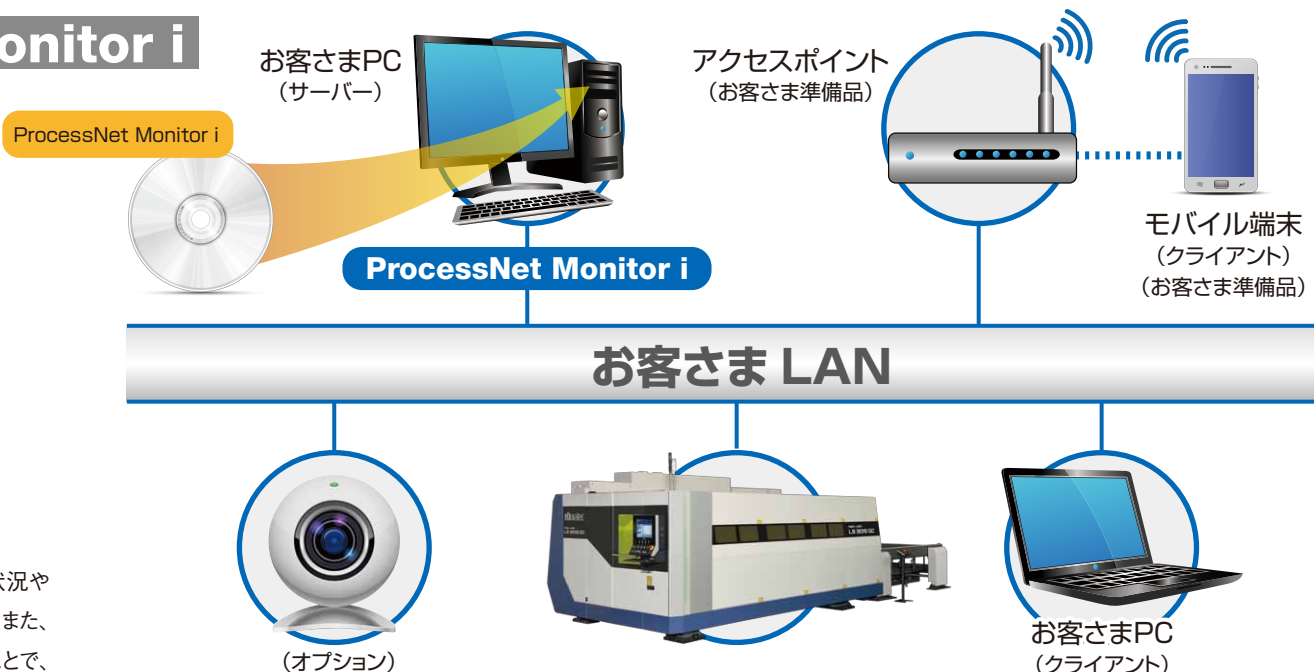 onitor i
お客さまPC
（サーバー）
アクセスポイント
（お客さま準備品）
ProcessNet Monitor i
モバイル端末
（クライアント）
（お客さま準備品）
ProcessNet Monitor i
お客さま LAN
状況や
また、
とで、
（オプション）
お客さまPC
（クライアント）